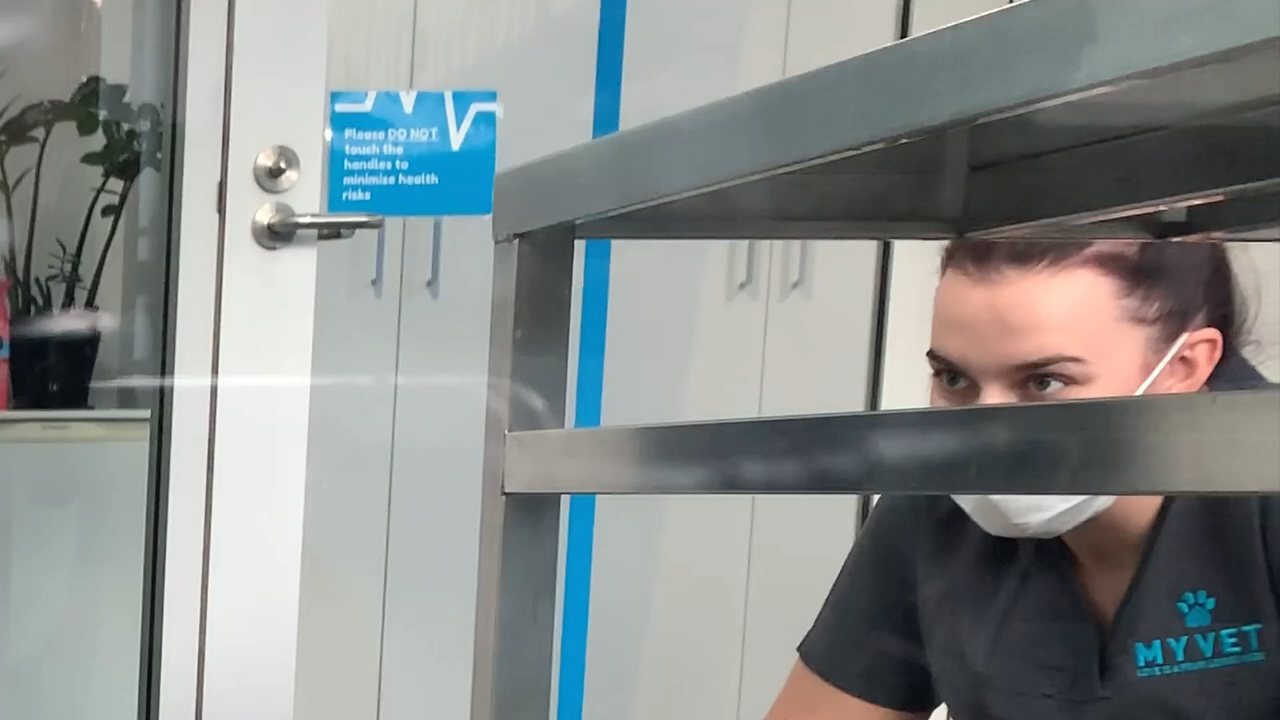 Please DO NOT
touch the
handles to
minimise health
risks
MYVET